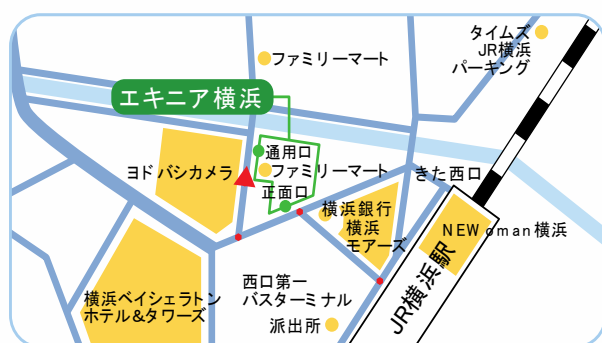 タイムズ
JR横浜
パーキング
ファミリーマート
エキニア横浜
通用口
ヨドバシカメラ
ファミリーマート
きた西口
正面口
横浜銀行
横浜
モアーズ
NEWoman横浜
JR横浜駅
西口第一
バスターミナル
横浜ベイシェラトン
ホテル&タワーズ
派出所